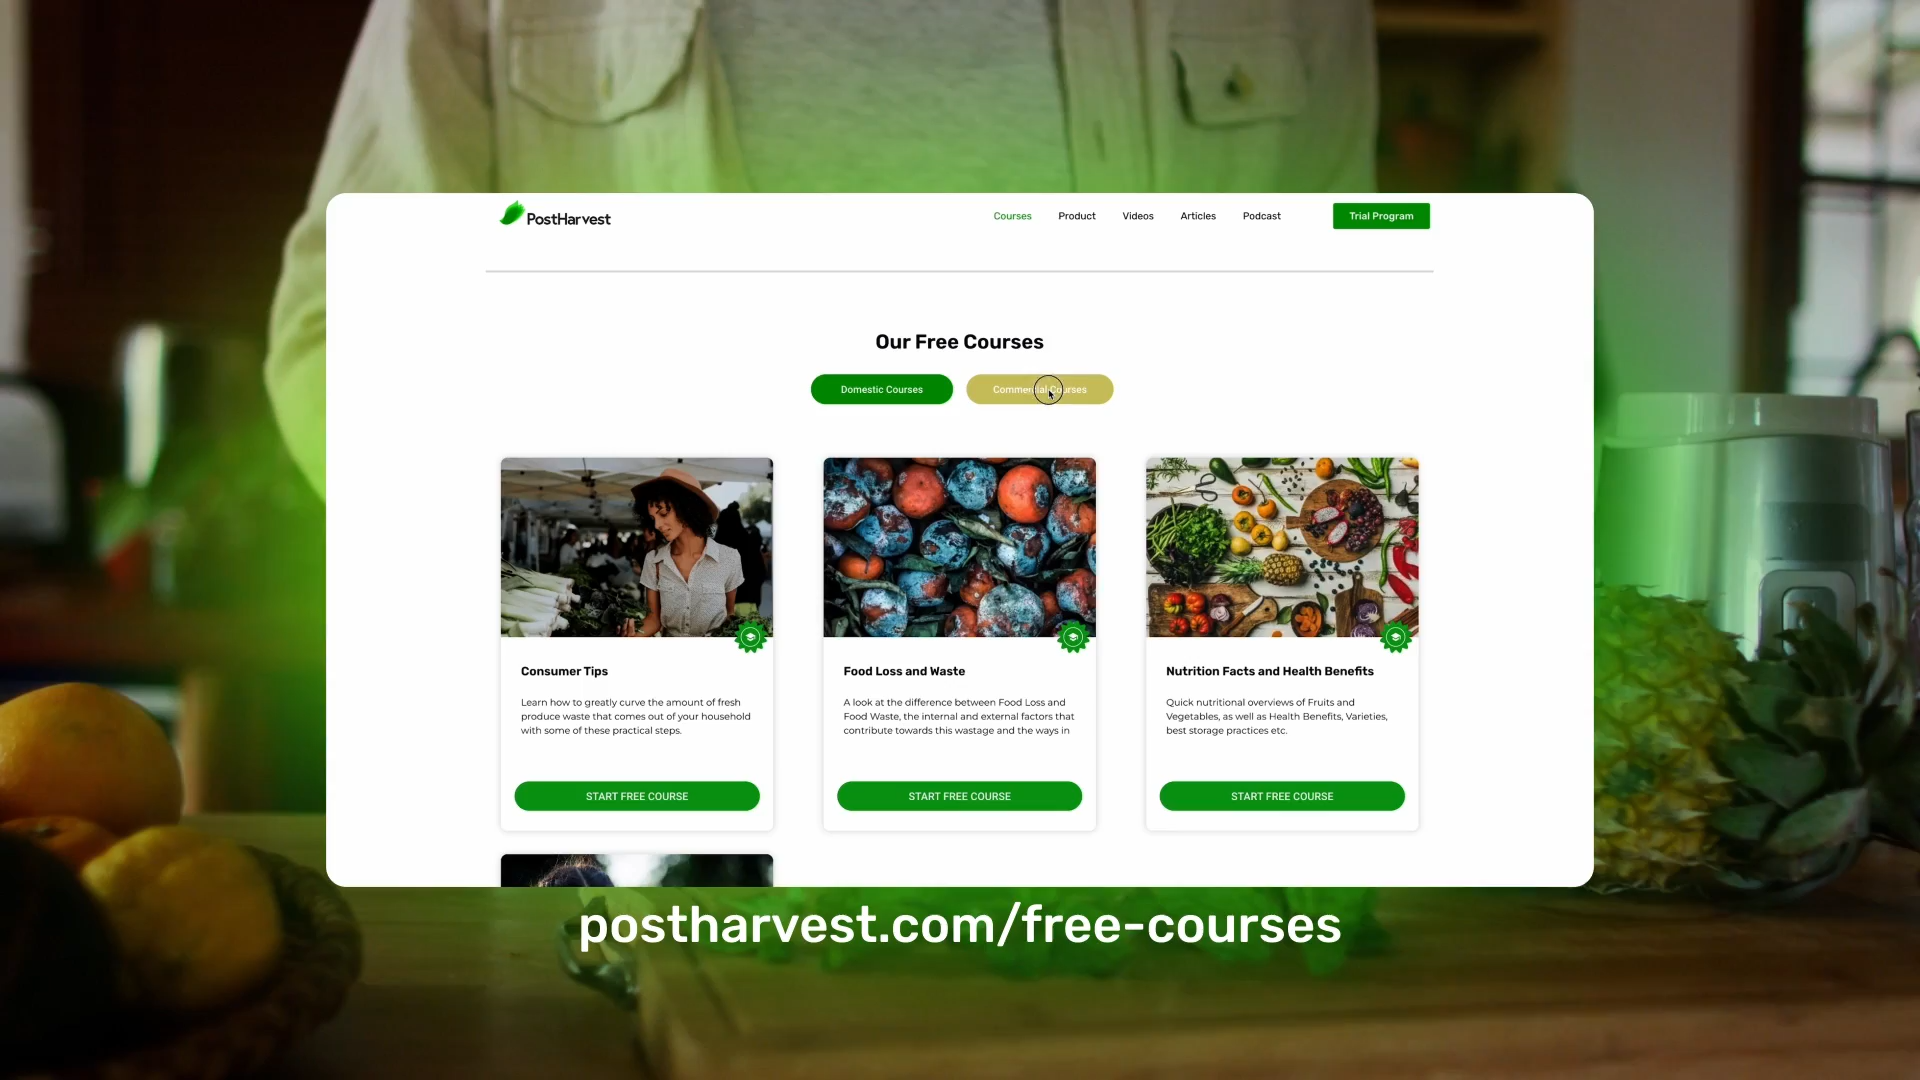 PostHarvest
Courses
Product
Videos
Articles
Podcast
Trial Program
Our Free Courses
Domestic Courses
Commercial Courses
Consumer Tips
Learn how to greatly curve the amount of fresh
produce waste that comes out of your household
with some of these practical steps.
START FREE COURSE
Food Loss and Waste
A look at the difference between Food Loss and
Food Waste, the internal and external factors that
contribute towards this wastage and the ways in
START FREE COURSE
Nutrition Facts and Health Benefits
Quick nutritional overviews of Fruits and
Vegetables, as well as Health Benefits, Varieties,
best storage practices etc.
START FREE COURSE
postharvest.com/free-courses